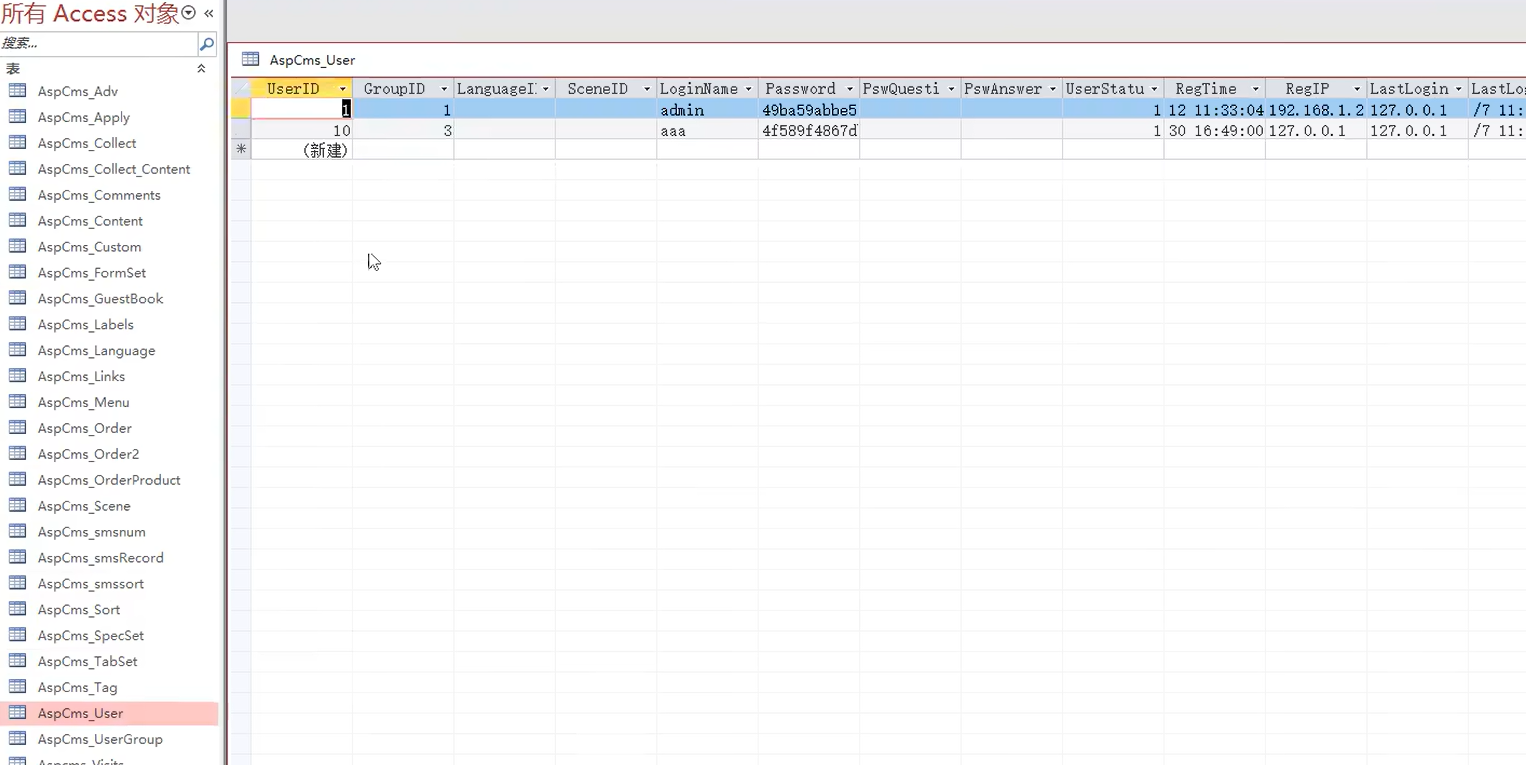 所有 Access 对象
搜索...
表
AspCms_Adv
AspCms_Apply
AspCms_Collect
AspCms_Collect_Content
AspCms_Comments
AspCms_Content
AspCms_Custom
AspCms_FormSet
AspCms_GuestBook
AspCms_Labels
AspCms_Language
AspCms_Links
AspCms_Menu
AspCms_Order
AspCms_Order2
AspCms_OrderProduct
AspCms_Scene
AspCms_smsnum
AspCms_smsRecord
AspCms_smssort
AspCms_Sort
AspCms_SpecSet
AspCms_TabSet
AspCms_Tag
AspCms_User
AspCms_UserGroup
AspCms_User
UserID GroupID LanguageI SceneID LoginName Password PswQuesti PswAnswer UserStatu RegTime RegIP LastLogin LastLo
1 1 admin 49ba59abbe5 1 12 11:33:04 192.168.1.2 127.0.0.1 /7 11:
10 3 aaa 4f589f4867d 1 30 16:49:00 127.0.0.1 127.0.0.1 /7 11:
* (新建)